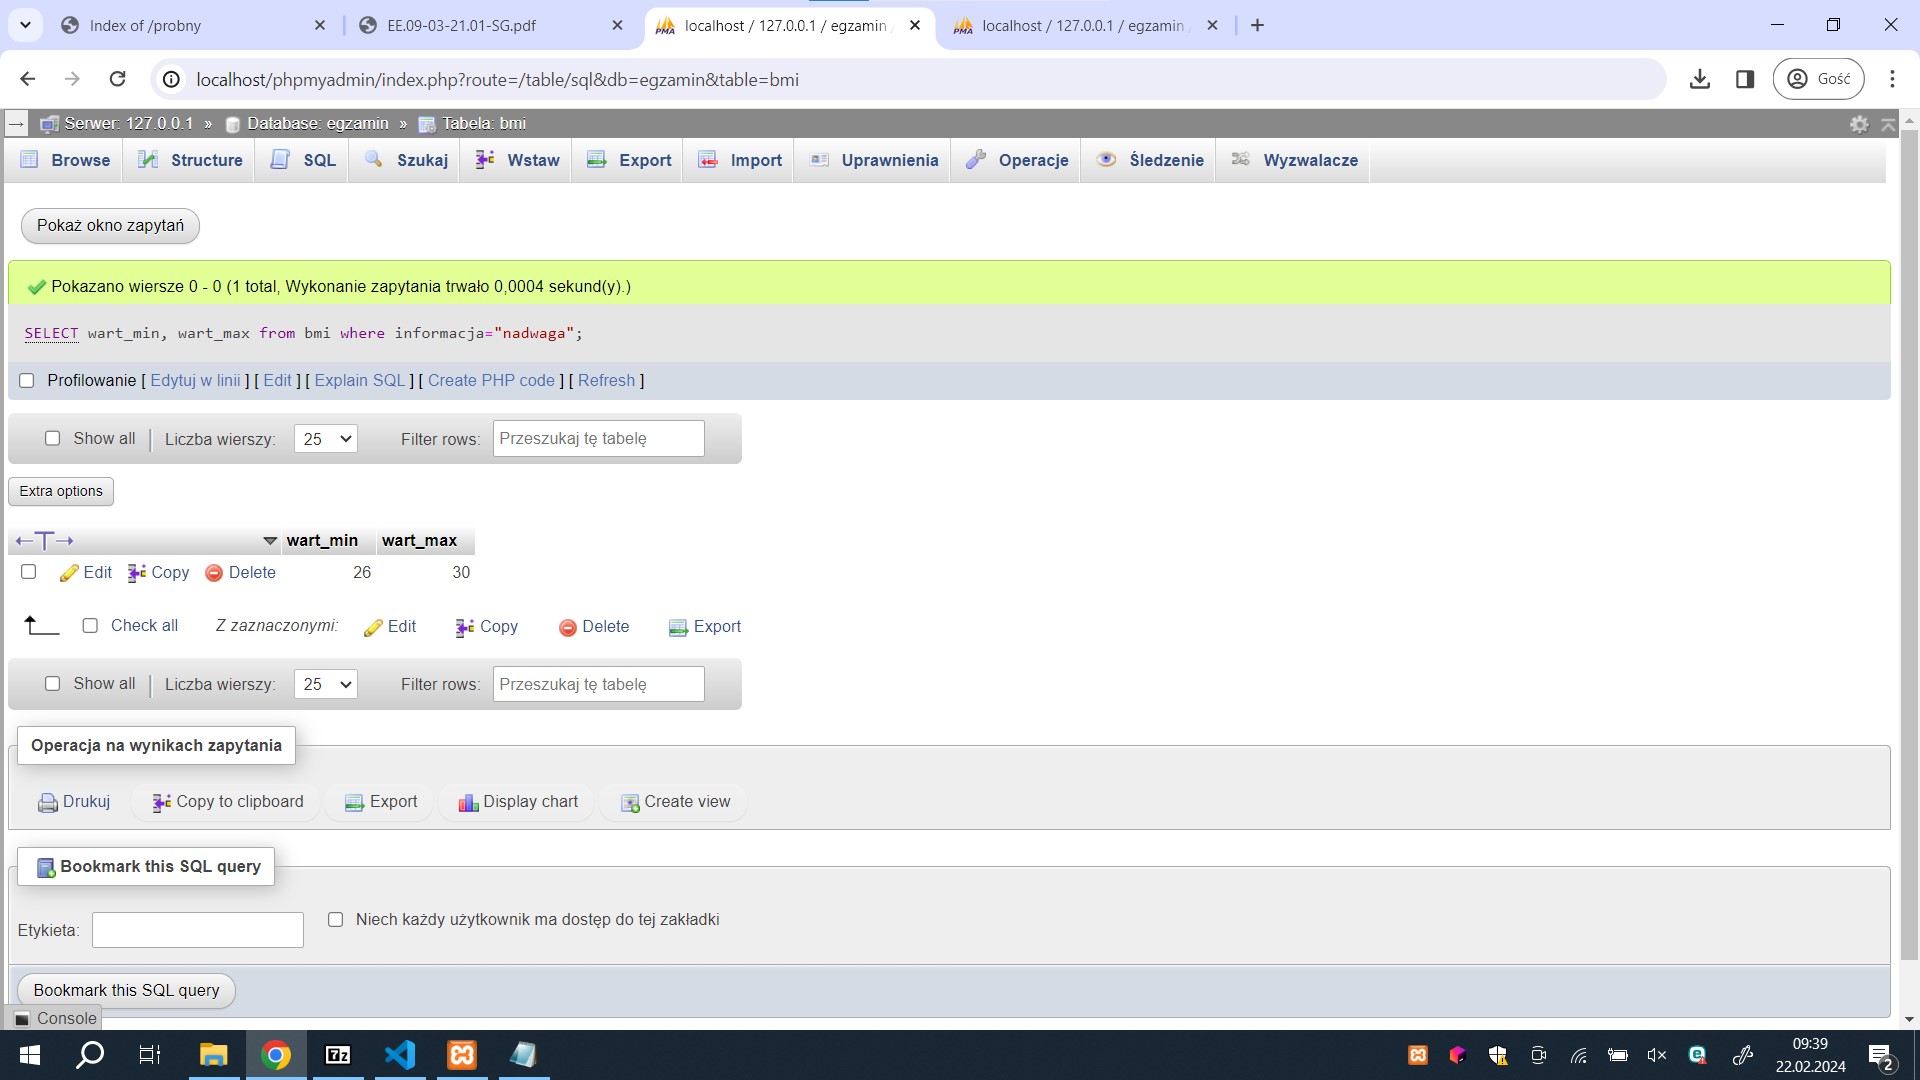 Index of /probny
EE.09-03-21.01-SG.pdf
localhost / 127.0.0.1 / egzamin
localhost / 127.0.0.1 / egzamin
localhost/phpmyadmin/index.php?route=/table/sql&db=egzamin&table=bmi
Gość
Serwer: 127.0.0.1 » Database: egzamin » Tabela: bmi
Browse Structure SQL Szukaj Wstaw Export Import Uprawnienia Operacje Śledzenie Wyzwalacze
Pokaż okno zapytań
Pokazano wiersze 0 - 0 (1 total, Wykonanie zapytania trwało 0,0004 sekund(y).)
SELECT wart_min, wart_max from bmi where informacja="nadwaga";
Profilowanie [ Edytuj w linii ] [ Edit ] [ Explain SQL ] [ Create PHP code ] [ Refresh ]
Show all Liczba wierszy: 25 Filter rows: Przeszukaj tę tabelę
Extra options
←T→ wart_min wart_max
Edit Copy Delete 26 30
Check all Z zaznaczonymi: Edit Copy Delete Export
Show all Liczba wierszy: 25 Filter rows: Przeszukaj tę tabelę
Operacja na wynikach zapytania
Drukuj Copy to clipboard Export Display chart Create view
Bookmark this SQL query
Etykieta: Niech każdy użytkownik ma dostęp do tej zakładki
Bookmark this SQL query
Console
09:39
22.02.2024
2